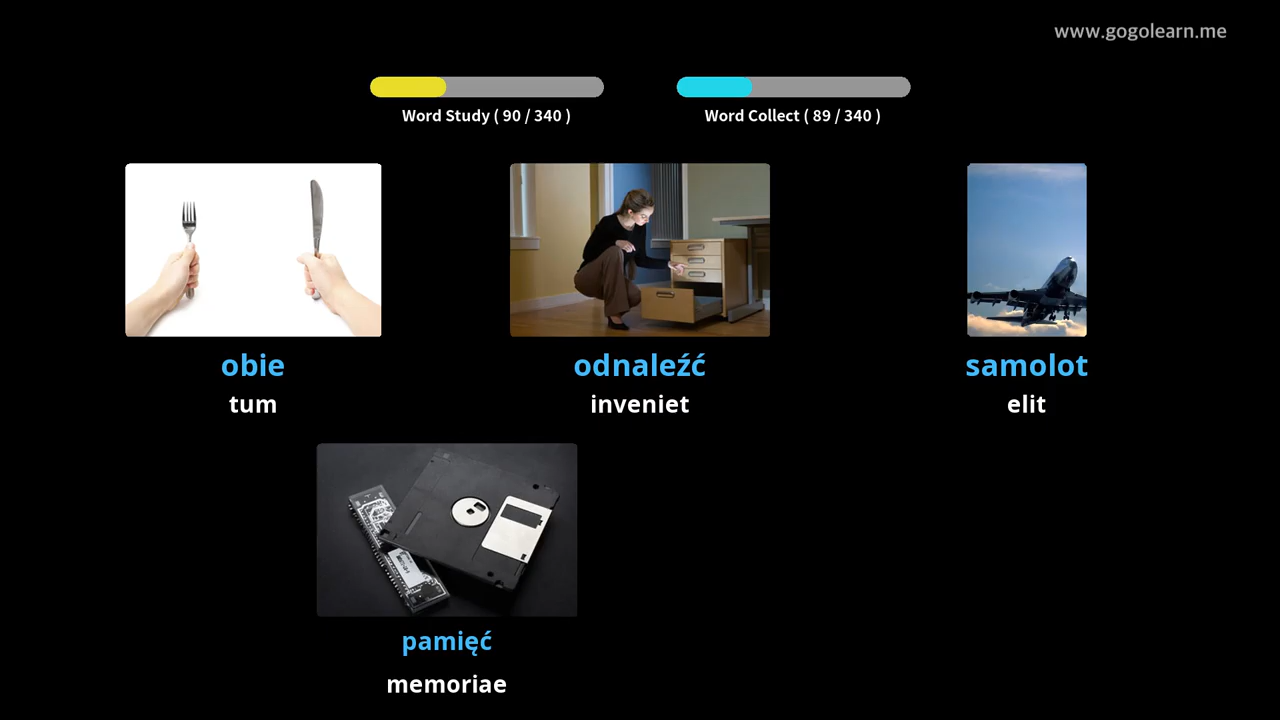 www.gogolearn.me
Word Study ( 90 / 340 )
Word Collect ( 89 / 340 )
obie
tum
odnaleźć
inveniet
samolot
elit
pamięć
memoriae